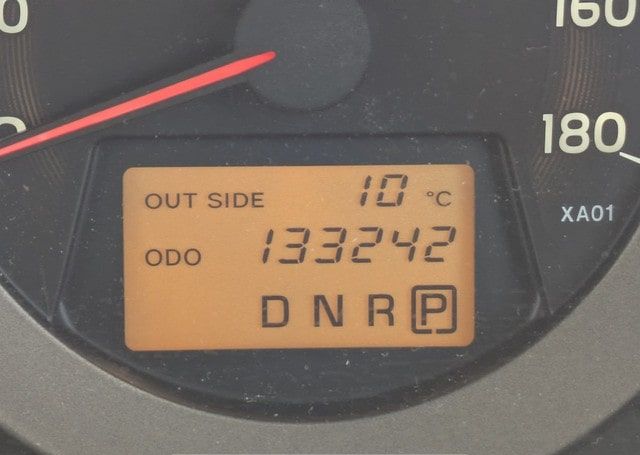 160
180
XA01
OUT SIDE 10 °C
ODO 133242
D N R P